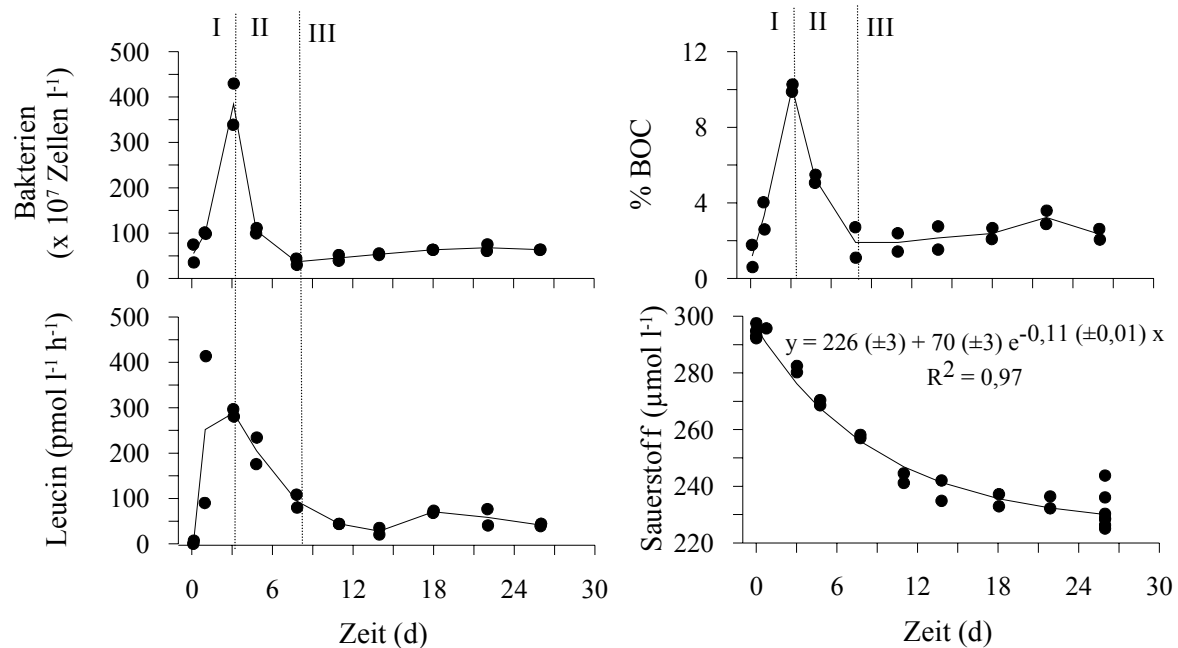 I II III
Bakterien
(x 10⁷ Zellen l⁻¹)
500
400
300
200
100
0
I II III
% BOC
12
8
4
0
Leucin (pmol l⁻¹ h⁻¹)
500
400
300
200
100
0
0 6 12 18 24 30
Zeit (d)
Sauerstoff (µmol l⁻¹)
300
280
260
240
220
y = 226 (±3) + 70 (±3) e^-0,11 (±0,01) x
R² = 0,97
0 6 12 18 24 30
Zeit (d)